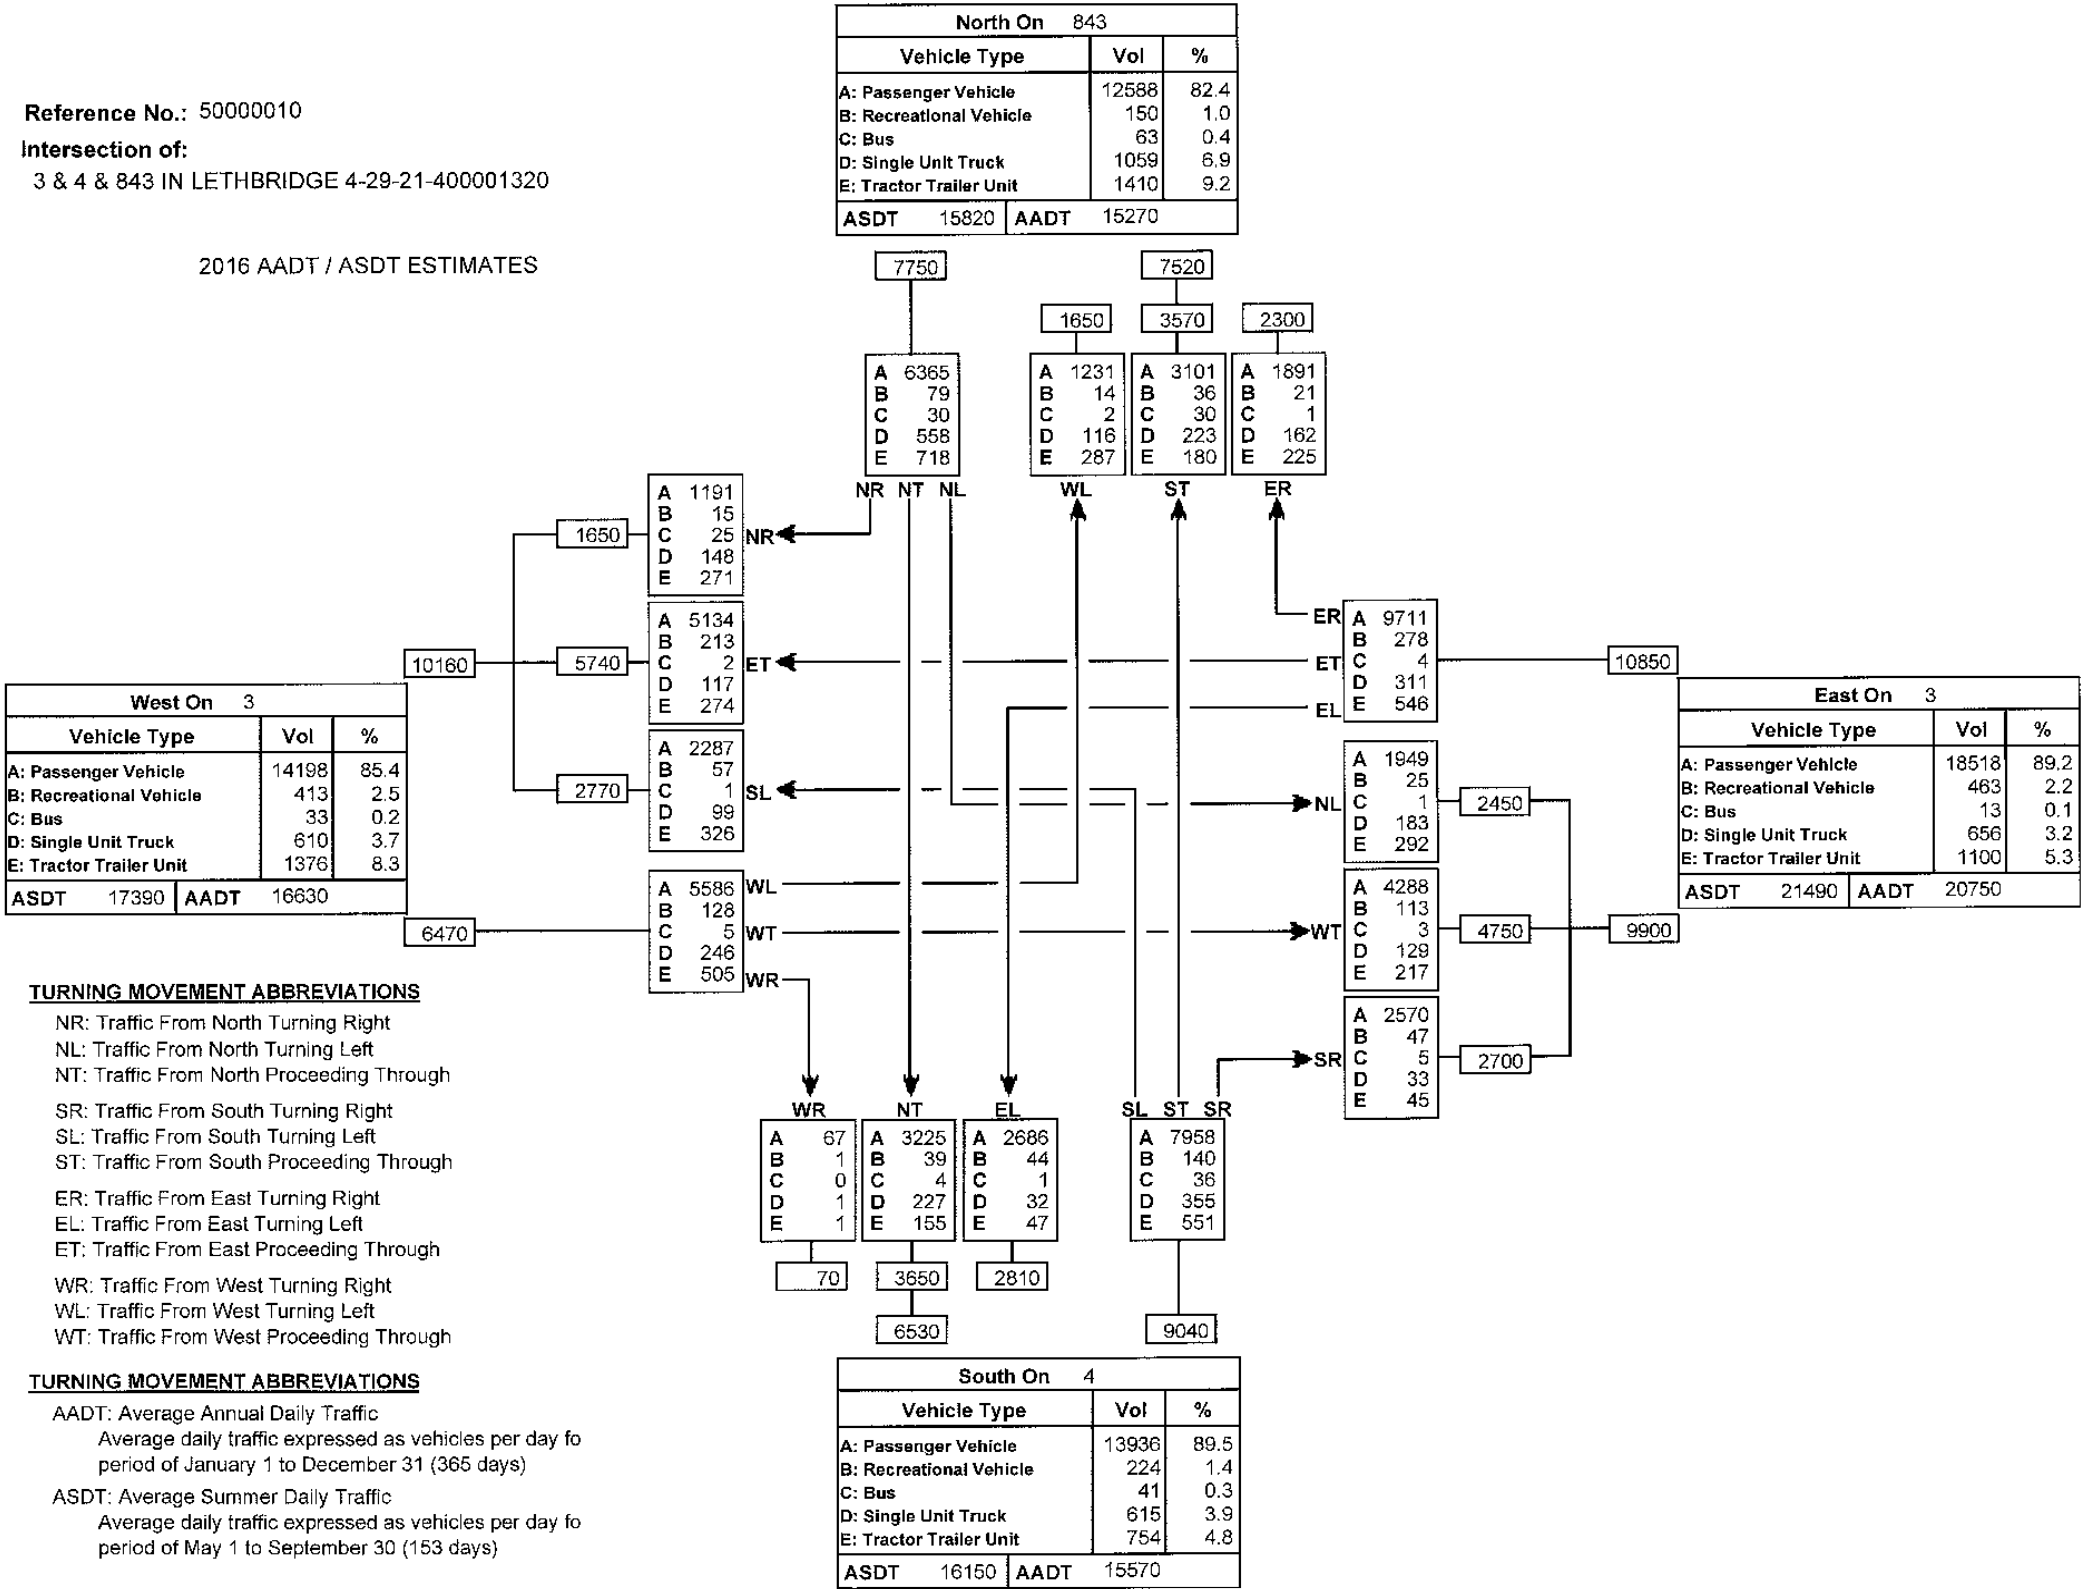 North On 843
Vehicle Type Vol %
A: Passenger Vehicle 12588 82.4
B: Recreational Vehicle 150 1.0
C: Bus 63 0.4
D: Single Unit Truck 1059 6.9
E: Tractor Trailer Unit 1410 9.2
ASDT 15820 AADT 15270
Reference No.: 50000010
Intersection of:
3 & 4 & 843 IN LETHBRIDGE 4-29-21-400001320
2016 AADT / ASDT ESTIMATES
7750
7520
1650
3570
2300
A 6365
B 79
C 30
D 558
E 718
NR NT NL
A 1231
B 14
C 2
D 116
E 287
WL
A 3101
B 36
C 30
D 223
E 180
ST
A 1891
B 21
C 1
D 162
E 225
ER
1650
A 1191
B 15
C 25
D 148
E 271
NR
10160
5740
A 5134
B 213
C 2
D 117
E 274
ET
2770
A 2287
B 57
C 1
D 99
E 326
SL
6470
A 5586
B 128
C 5
D 246
E 505
WL
WT
WR
West On 3
Vehicle Type Vol %
A: Passenger Vehicle 14198 85.4
B: Recreational Vehicle 413 2.5
C: Bus 33 0.2
D: Single Unit Truck 610 3.7
E: Tractor Trailer Unit 1376 8.3
ASDT 17390 AADT 16630
ER
ET
EL
A 9711
B 278
C 4
D 311
E 546
10850
NL
A 1949
B 25
C 1
D 183
E 292
2450
WT
A 4288
B 113
C 3
D 129
E 217
4750
9900
SR
A 2570
B 47
C 5
D 33
E 45
2700
East On 3
Vehicle Type Vol %
A: Passenger Vehicle 18518 89.2
B: Recreational Vehicle 463 2.2
C: Bus 13 0.1
D: Single Unit Truck 656 3.2
E: Tractor Trailer Unit 1100 5.3
ASDT 21490 AADT 20750
WR
A 67
B 1
C 0
D 1
E 1
70
NT
A 3225
B 39
C 4
D 227
E 155
3650
6530
EL
A 2686
B 44
C 1
D 32
E 47
2810
SL ST SR
A 7958
B 140
C 36
D 355
E 551
9040
South On 4
Vehicle Type Vol %
A: Passenger Vehicle 13936 89.5
B: Recreational Vehicle 224 1.4
C: Bus 41 0.3
D: Single Unit Truck 615 3.9
E: Tractor Trailer Unit 754 4.8
ASDT 16150 AADT 15570
TURNING MOVEMENT ABBREVIATIONS
NR: Traffic From North Turning Right
NL: Traffic From North Turning Left
NT: Traffic From North Proceeding Through
SR: Traffic From South Turning Right
SL: Traffic From South Turning Left
ST: Traffic From South Proceeding Through
ER: Traffic From East Turning Right
EL: Traffic From East Turning Left
ET: Traffic From East Proceeding Through
WR: Traffic From West Turning Right
WL: Traffic From West Turning Left
WT: Traffic From West Proceeding Through
TURNING MOVEMENT ABBREVIATIONS
AADT: Average Annual Daily Traffic
Average daily traffic expressed as vehicles per day fo
period of January 1 to December 31 (365 days)
ASDT: Average Summer Daily Traffic
Average daily traffic expressed as vehicles per day fo
period of May 1 to September 30 (153 days)